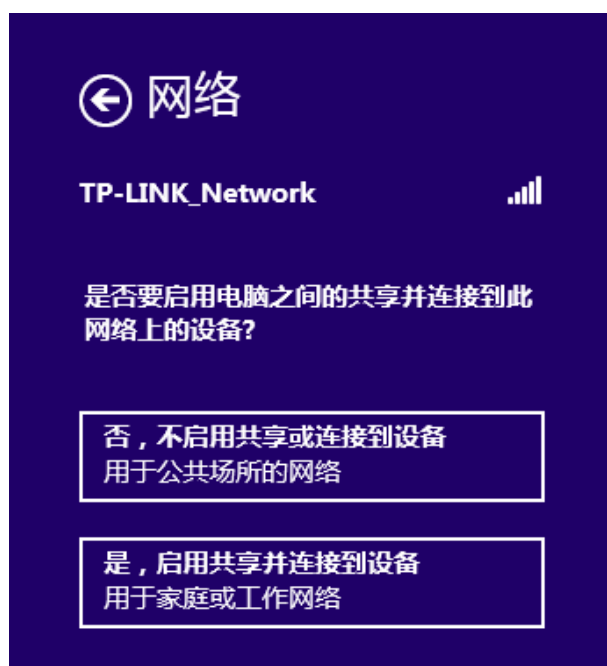 网络
TP-LINK_Network
是否要启用电脑之间的共享并连接到此
网络上的设备?
否，不启用共享或连接到设备
用于公共场所的网络
是，启用共享并连接到设备
用于家庭或工作网络